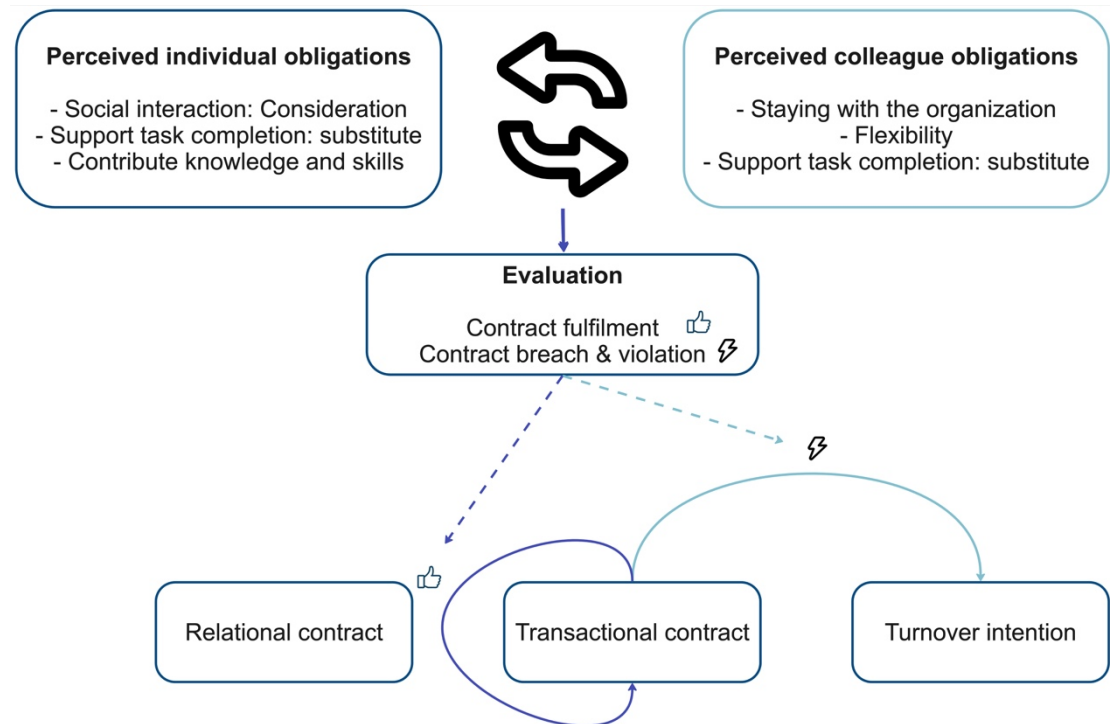 Perceived individual obligations
- Social interaction: Consideration
- Support task completion: substitute
- Contribute knowledge and skills
Perceived colleague obligations
- Staying with the organization
- Flexibility
- Support task completion: substitute
Evaluation
Contract fulfilment
Contract breach & violation
Relational contract
Transactional contract
Turnover intention